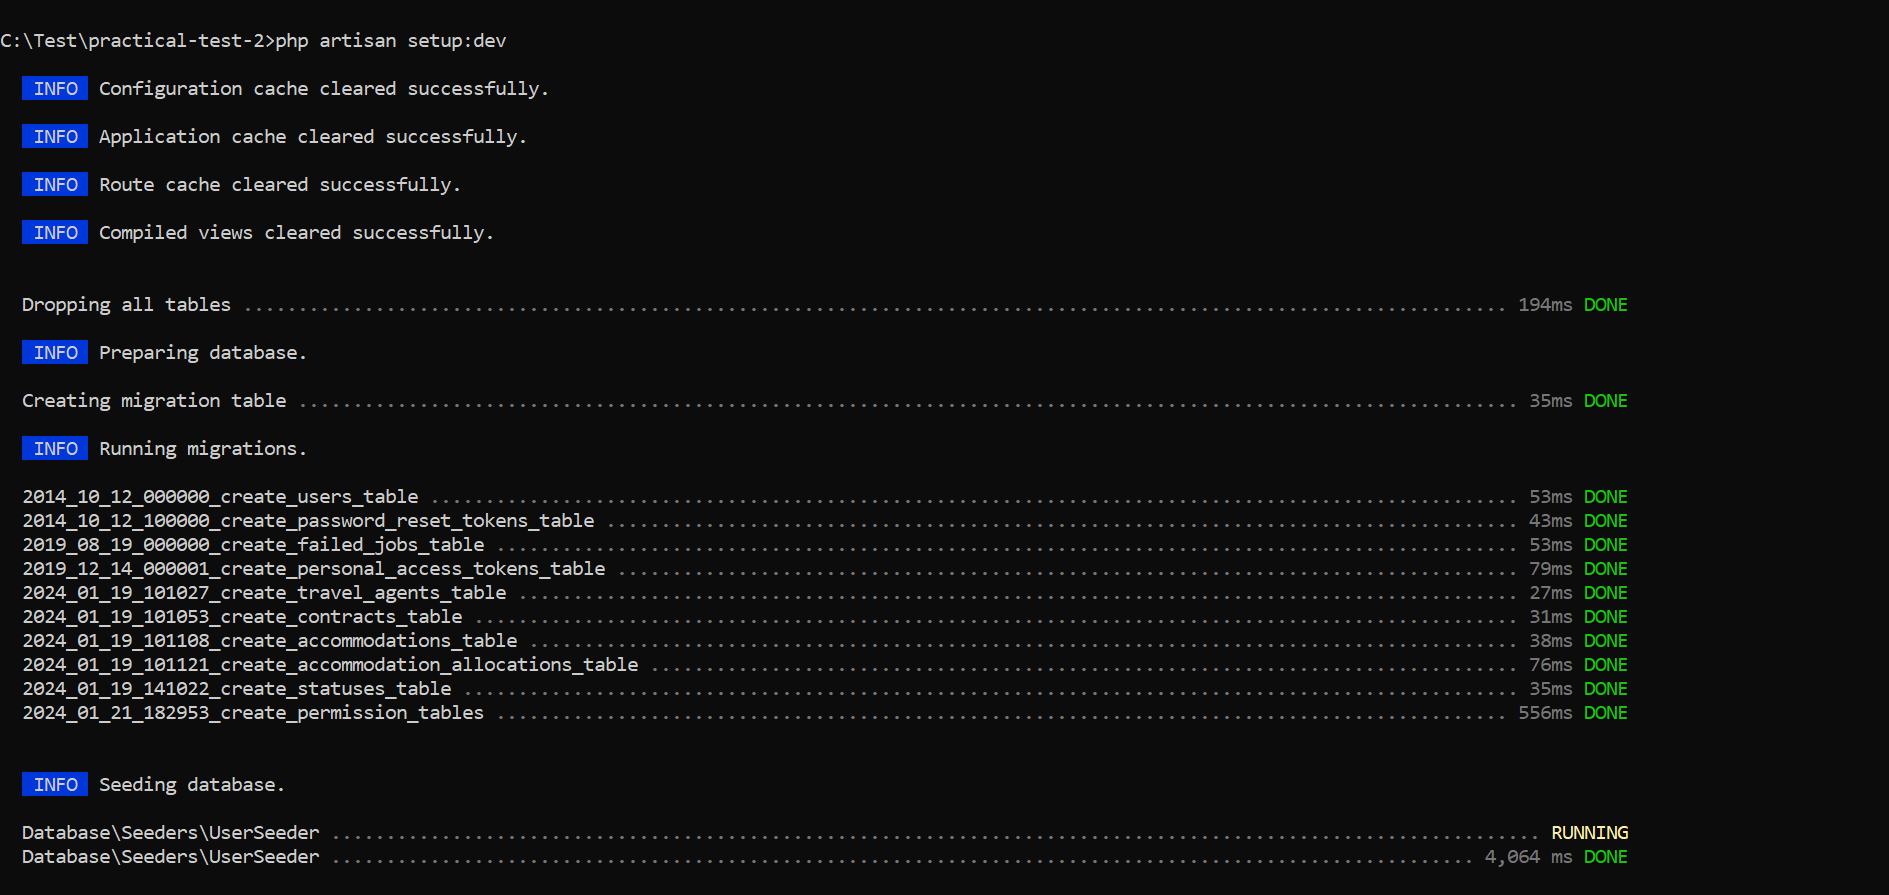 C:\Test\practical-test-2>php artisan setup:dev
INFO Configuration cache cleared successfully.
INFO Application cache cleared successfully.
INFO Route cache cleared successfully.
INFO Compiled views cleared successfully.
Dropping all tables ................................................................................................................... 194ms DONE
INFO Preparing database.
Creating migration table ............................................................................................................... 35ms DONE
INFO Running migrations.
2014_10_12_000000_create_users_table ................................................................................................... 53ms DONE
2014_10_12_100000_create_password_reset_tokens_table ................................................................................... 43ms DONE
2019_08_19_000000_create_failed_jobs_table ............................................................................................. 53ms DONE
2019_12_14_000001_create_personal_access_tokens_table .................................................................................. 79ms DONE
2024_01_19_101027_create_travel_agents_table ........................................................................................... 27ms DONE
2024_01_19_101053_create_contracts_table ............................................................................................... 31ms DONE
2024_01_19_101108_create_accommodations_table .......................................................................................... 38ms DONE
2024_01_19_101121_create_accommodation_allocations_table ............................................................................... 76ms DONE
2024_01_19_141022_create_statuses_table ................................................................................................ 35ms DONE
2024_01_21_182953_create_permission_tables ............................................................................................ 556ms DONE
INFO Seeding database.
Database\Seeders\UserSeeder .............................................................................................................. RUNNING
Database\Seeders\UserSeeder ........................................................................................................ 4,064 ms DONE